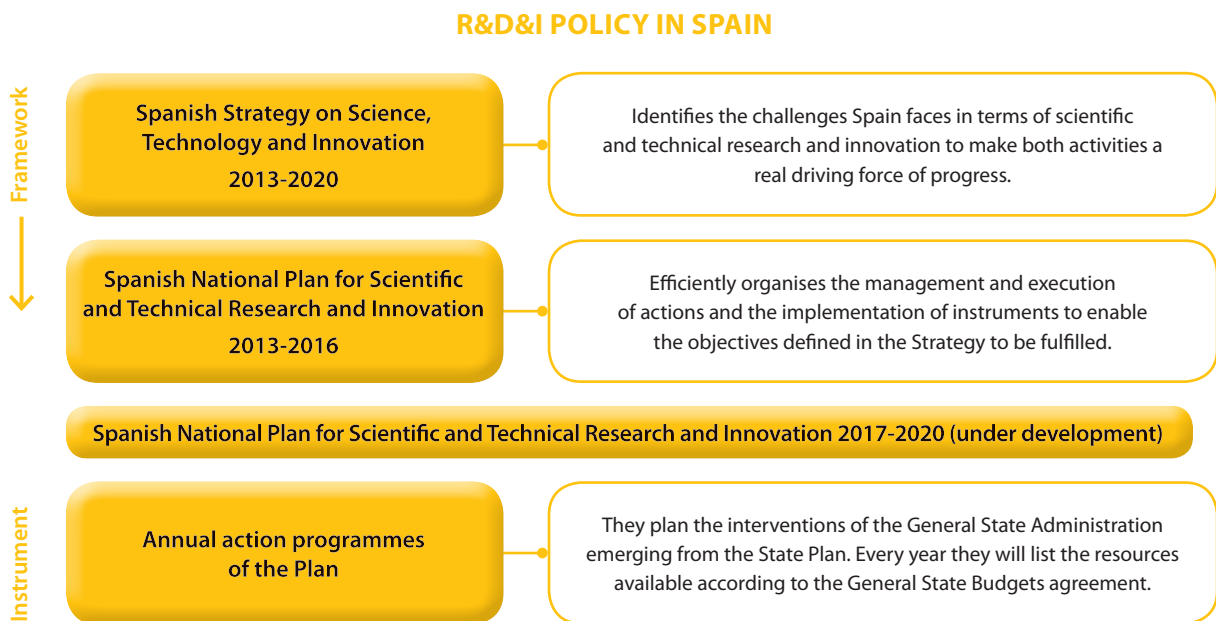 R&D&I POLICY IN SPAIN
Framework
Spanish Strategy on Science,
Technology and Innovation
2013-2020
Identifies the challenges Spain faces in terms of scientific
and technical research and innovation to make both activities a
real driving force of progress.
Spanish National Plan for Scientific
and Technical Research and Innovation
2013-2016
Efficiently organises the management and execution
of actions and the implementation of instruments to enable
the objectives defined in the Strategy to be fulfilled.
Spanish National Plan for Scientific and Technical Research and Innovation 2017-2020 (under development)
Instrument
Annual action programmes
of the Plan
They plan the interventions of the General State Administration
emerging from the State Plan. Every year they will list the resources
available according to the General State Budgets agreement.